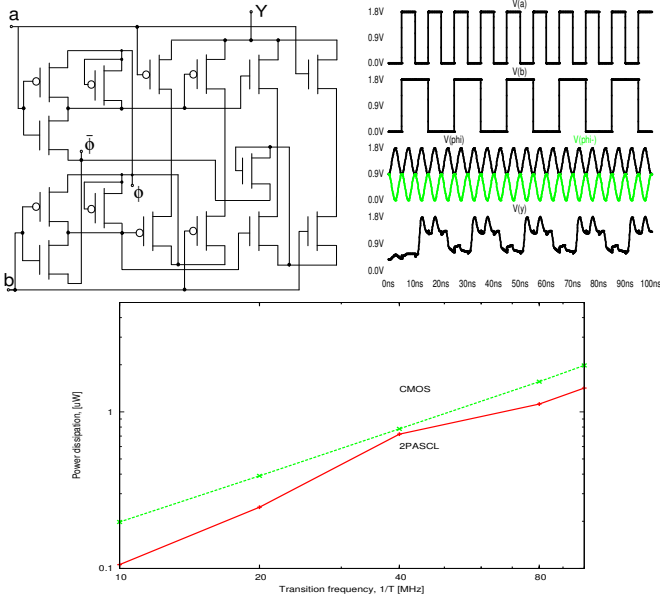 a
Y
ϕ̄
ϕ
b
V(a)
1.8V
0.9V
0.0V
V(b)
1.8V
0.9V
0.0V
V(phi) V(phi-)
1.8V
0.9V
0.0V
V(y)
1.8V
0.9V
0.0V
0ns 10ns 20ns 30ns 40ns 50ns 60ns 70ns 80ns 90ns 100ns
Power dissipation, [uW]
1
0.1
CMOS
2PASCL
10 20 40 80
Transition frequency, 1/T [MHz]